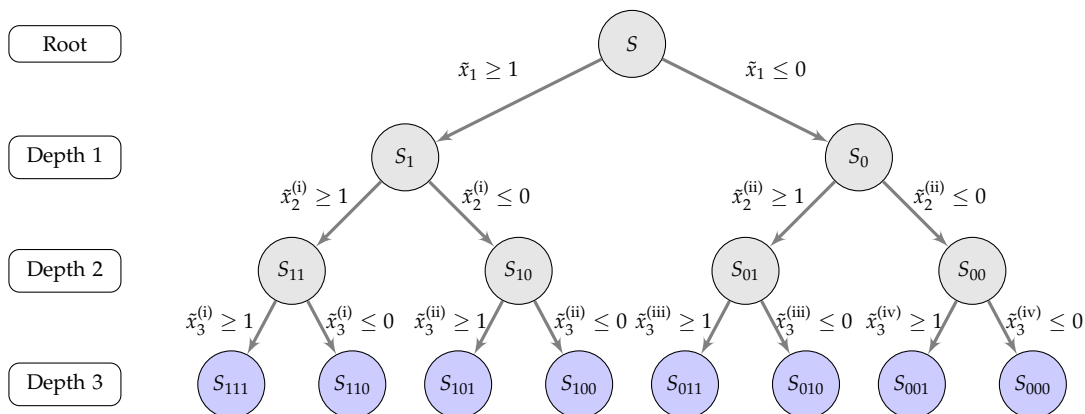 Root
S
x̃₁ ≥ 1
x̃₁ ≤ 0
Depth 1
S₁
S₀
x̃₂⁽ⁱ⁾ ≥ 1
x̃₂⁽ⁱ⁾ ≤ 0
x̃₂⁽ⁱⁱ⁾ ≥ 1
x̃₂⁽ⁱⁱ⁾ ≤ 0
Depth 2
S₁₁
S₁₀
S₀₁
S₀₀
x̃₃⁽ⁱ⁾ ≥ 1
x̃₃⁽ⁱ⁾ ≤ 0
x̃₃⁽ⁱⁱ⁾ ≥ 1
x̃₃⁽ⁱⁱ⁾ ≤ 0
x̃₃⁽ⁱⁱⁱ⁾ ≥ 1
x̃₃⁽ⁱⁱⁱ⁾ ≤ 0
x̃₃⁽ⁱᵛ⁾ ≥ 1
x̃₃⁽ⁱᵛ⁾ ≤ 0
Depth 3
S₁₁₁
S₁₁₀
S₁₀₁
S₁₀₀
S₀₁₁
S₀₁₀
S₀₀₁
S₀₀₀